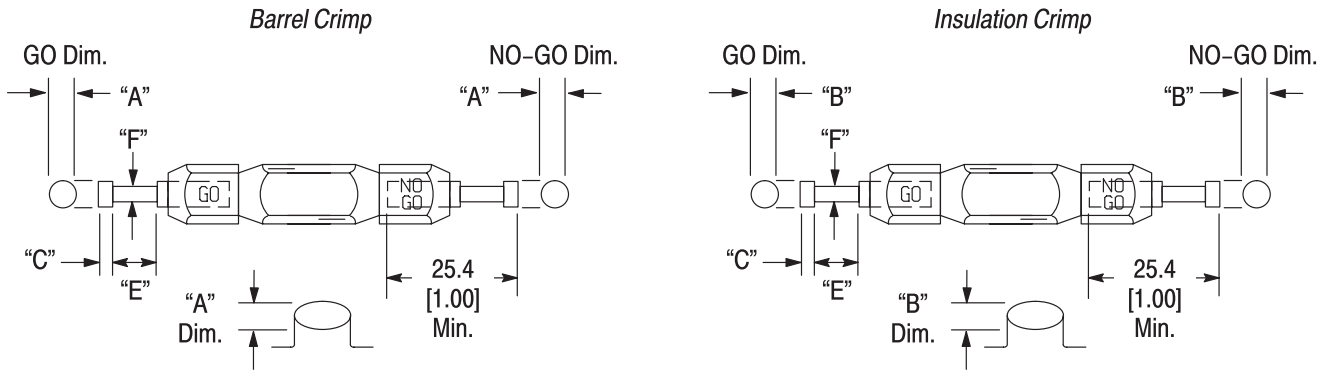 Barrel Crimp
GO Dim.
NO–GO Dim.
“A”
“A”
“F”
GO
NO
GO
“C”
“E”
25.4
[1.00]
Min.
“A”
Dim.
Insulation Crimp
GO Dim.
NO–GO Dim.
“B”
“B”
“F”
GO
NO
GO
“C”
“E”
25.4
[1.00]
Min.
“B”
Dim.